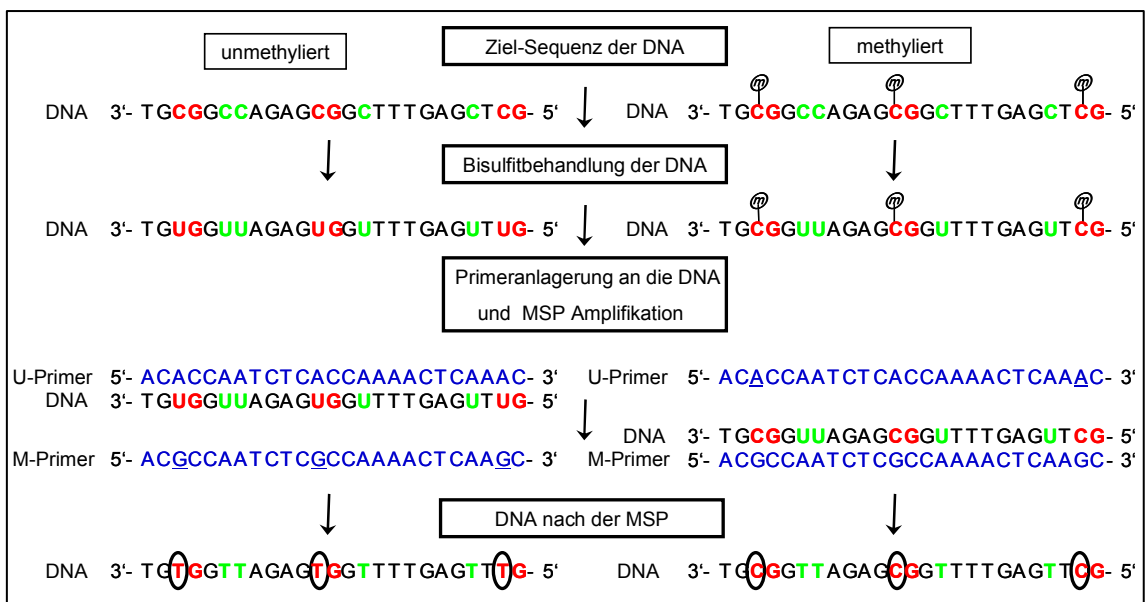 unmethyliert
Ziel-Sequenz der DNA
methyliert
m m m
DNA 3‘- TGCGGCCAGAGCGGCTTTGAGCTCG- 5‘
DNA 3‘- TGCGGCCAGAGCGGCTTTGAGCTCG- 5‘
Bisulfitbehandlung der DNA
m m m
DNA 3‘- TGUGGUUAGAGUGGUTTTGAGUTUG- 5‘
DNA 3‘- TGCGGUUAGAGCGGUTTTGAGUTCG- 5‘
Primeranlagerung an die DNA
und MSP Amplifikation
U-Primer 5‘- ACACCAATCTCACCAAAACTCAAAC- 3‘
DNA 3‘- TGUGGUUAGAGUGGUTTTGAGUTUG- 5‘
U-Primer 5‘- ACACCAATCTCACCAAAACTCAAAC- 3‘
M-Primer 5‘- ACGCCAATCTCGCCAAAACTCAAGC- 3‘
DNA 3‘- TGCGGUUAGAGCGGUTTTGAGUTCG- 5‘
M-Primer 5‘- ACGCCAATCTCGCCAAAACTCAAGC- 3‘
DNA nach der MSP
DNA 3‘- TGTGGTTAGAGTGGTTTTGAGTTTG- 5‘
DNA 3‘- TGCGGTTAGAGCGGTTTTGAGTTCG- 5‘